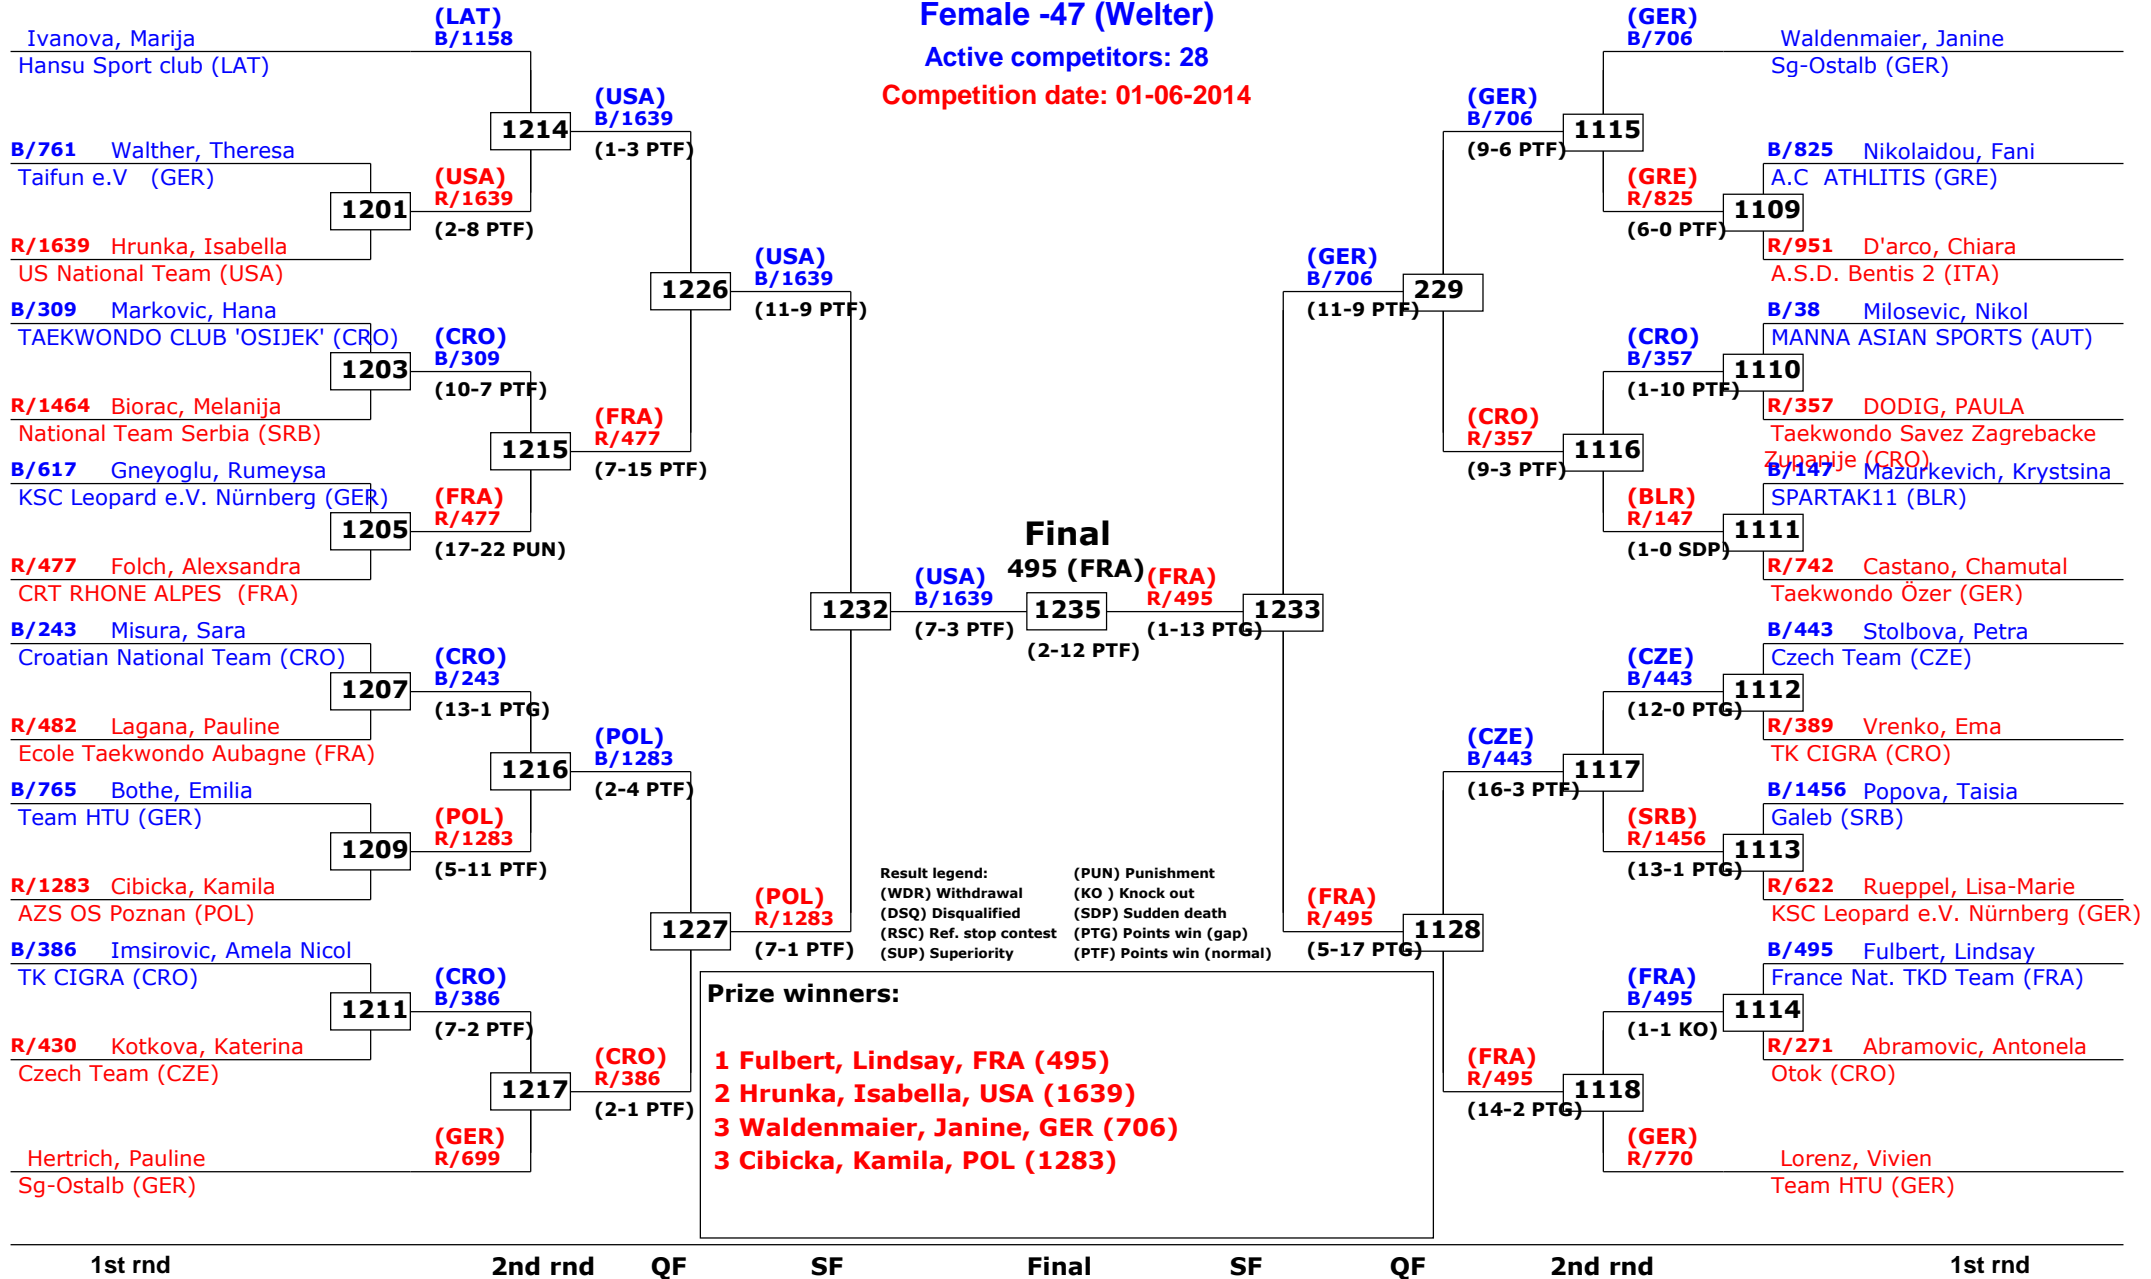 Female -47 (Welter)
Active competitors: 28
Competition date: 01-06-2014
Ivanova, Marija
Hansu Sport club (LAT)
(LAT)
B/1158
B/761 Walther, Theresa
Taifun e.V (GER)
1201
R/1639 Hrunka, Isabella
US National Team (USA)
(USA)
R/1639
(2-8 PTF)
1214
(USA)
B/1639
(1-3 PTF)
B/309 Markovic, Hana
TAEKWONDO CLUB 'OSIJEK' (CRO)
1203
R/1464 Biorac, Melanija
National Team Serbia (SRB)
(CRO)
B/309
(10-7 PTF)
B/617 Gneyoglu, Rumeysa
KSC Leopard e.V. Nürnberg (GER)
1205
R/477 Folch, Alexsandra
CRT RHONE ALPES (FRA)
(FRA)
R/477
(17-22 PUN)
1215
(FRA)
R/477
(7-15 PTF)
1226
(USA)
B/1639
(11-9 PTF)
B/243 Misura, Sara
Croatian National Team (CRO)
1207
R/482 Lagana, Pauline
Ecole Taekwondo Aubagne (FRA)
(CRO)
B/243
(13-1 PTG)
B/765 Bothe, Emilia
Team HTU (GER)
1209
R/1283 Cibicka, Kamila
AZS OS Poznan (POL)
(POL)
R/1283
(5-11 PTF)
1216
(POL)
B/1283
(2-4 PTF)
B/386 Imsirovic, Amela Nicol
TK CIGRA (CRO)
1211
R/430 Kotkova, Katerina
Czech Team (CZE)
(CRO)
B/386
(7-2 PTF)
Hertrich, Pauline
Sg-Ostalb (GER)
(GER)
R/699
1217
(CRO)
R/386
(2-1 PTF)
1227
(POL)
R/1283
(7-1 PTF)
1232
(USA)
B/1639
(7-3 PTF)
Final
495 (FRA)
1235
(2-12 PTF)
(FRA)
R/495
(1-13 PTG)
1233
(GER)
B/706
(11-9 PTF)
229
(GER)
B/706
(9-6 PTF)
1115
(GER)
B/706
Waldenmaier, Janine
Sg-Ostalb (GER)
(GRE)
R/825
(6-0 PTF)
1109
B/825 Nikolaidou, Fani
A.C ATHLITIS (GRE)
R/951 D'arco, Chiara
A.S.D. Bentis 2 (ITA)
(CRO)
R/357
(9-3 PTF)
1116
(CRO)
B/357
(1-10 PTF)
1110
B/38 Milosevic, Nikol
MANNA ASIAN SPORTS (AUT)
R/357 DODIG, PAULA
Taekwondo Savez Zagrebacke
Zupanije (CRO)
(BLR)
R/147
(1-0 SDP)
1111
B/147 Mazurkevich, Krystsina
SPARTAK11 (BLR)
R/742 Castano, Chamutal
Taekwondo Özer (GER)
(FRA)
R/495
(5-17 PTG)
1128
(CZE)
B/443
(16-3 PTF)
1117
(CZE)
B/443
(12-0 PTG)
1112
B/443 Stolbova, Petra
Czech Team (CZE)
R/389 Vrenko, Ema
TK CIGRA (CRO)
(SRB)
R/1456
(13-1 PTG)
1113
B/1456 Popova, Taisia
Galeb (SRB)
R/622 Rueppel, Lisa-Marie
KSC Leopard e.V. Nürnberg (GER)
(FRA)
R/495
(14-2 PTG)
1118
(FRA)
B/495
(1-1 KO)
1114
B/495 Fulbert, Lindsay
France Nat. TKD Team (FRA)
R/271 Abramovic, Antonela
Otok (CRO)
(GER)
R/770
Lorenz, Vivien
Team HTU (GER)
Result legend: (PUN) Punishment
(WDR) Withdrawal (KO ) Knock out
(DSQ) Disqualified (SDP) Sudden death
(RSC) Ref. stop contest (PTG) Points win (gap)
(SUP) Superiority (PTF) Points win (normal)
Prize winners:
1 Fulbert, Lindsay, FRA (495)
2 Hrunka, Isabella, USA (1639)
3 Waldenmaier, Janine, GER (706)
3 Cibicka, Kamila, POL (1283)
1st rnd 2nd rnd QF SF Final SF QF 2nd rnd 1st rnd